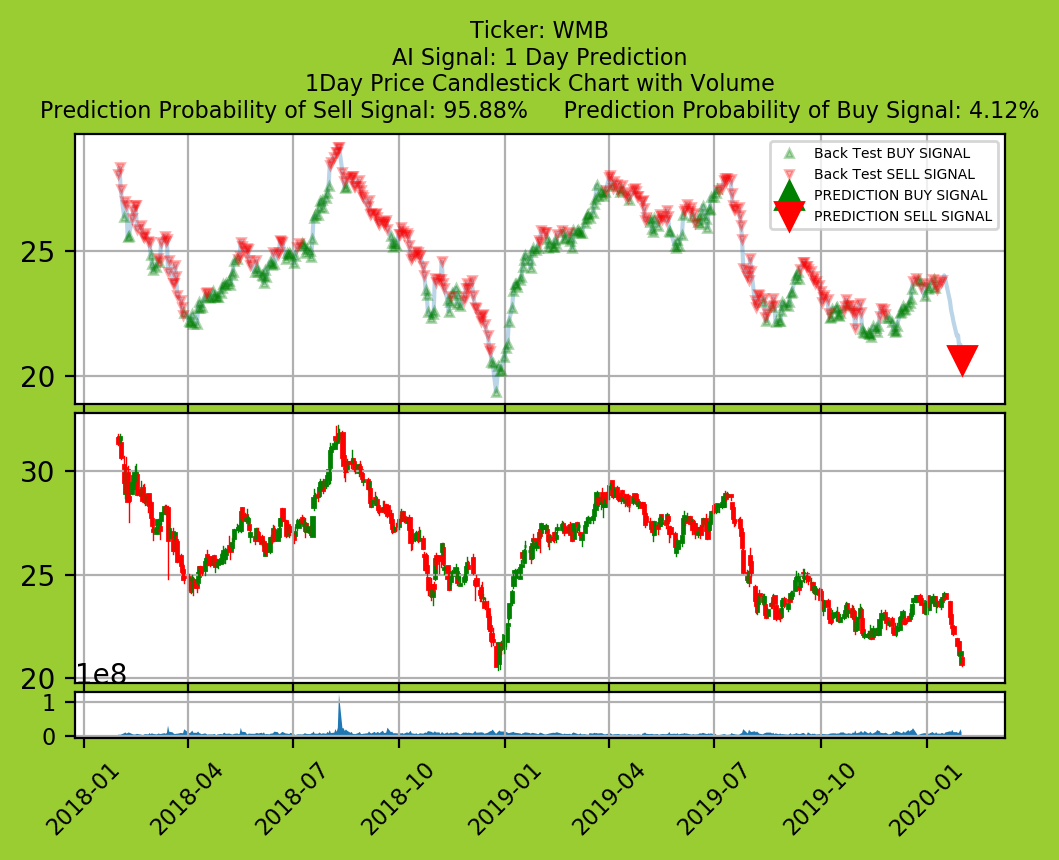 Ticker: WMB
AI Signal: 1 Day Prediction
1Day Price Candlestick Chart with Volume
Prediction Probability of Sell Signal: 95.88%     Prediction Probability of Buy Signal: 4.12%
Back Test BUY SIGNAL
Back Test SELL SIGNAL
PREDICTION BUY SIGNAL
PREDICTION SELL SIGNAL
25
20
30
25
20
1e8
1
0
2018-01
2018-04
2018-07
2018-10
2019-01
2019-04
2019-07
2019-10
2020-01